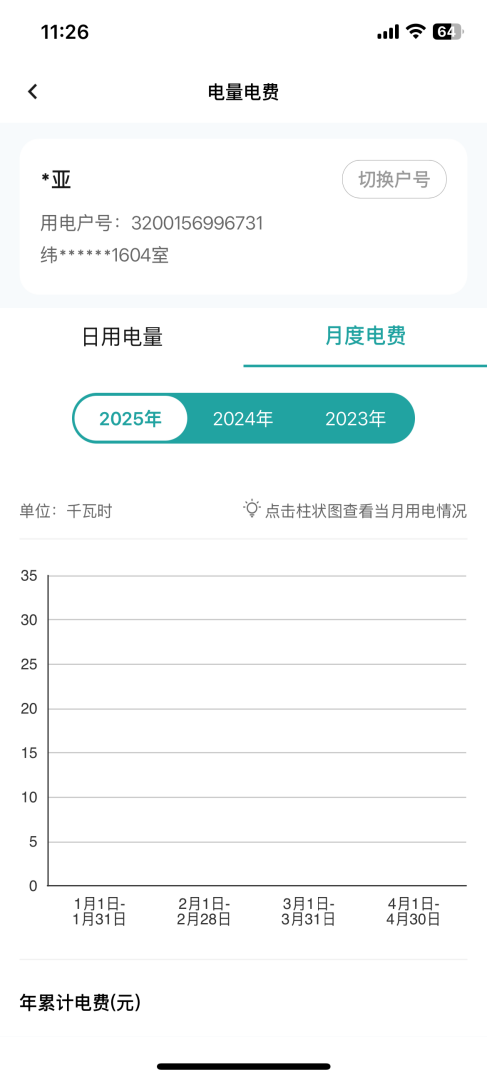 11:26
64
电量电费
*亚
切换户号
用电户号：3200156996731
纬******1604室
日用电量
月度电费
2025年
2024年
2023年
单位：千瓦时
点击柱状图查看当月用电情况
35
30
25
20
15
10
5
0
1月1日-
1月31日
2月1日-
2月28日
3月1日-
3月31日
4月1日-
4月30日
年累计电费(元)